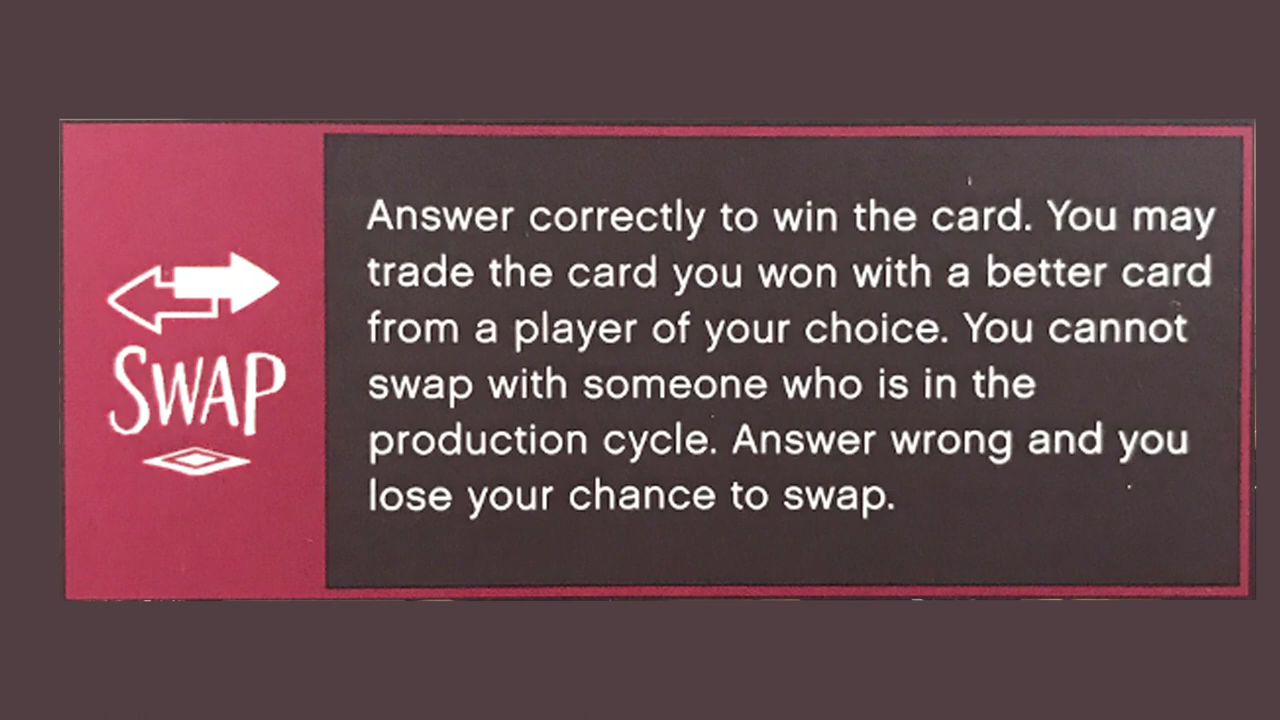 SWAP
Answer correctly to win the card. You may
trade the card you won with a better card
from a player of your choice. You cannot
swap with someone who is in the
production cycle. Answer wrong and you
lose your chance to swap.